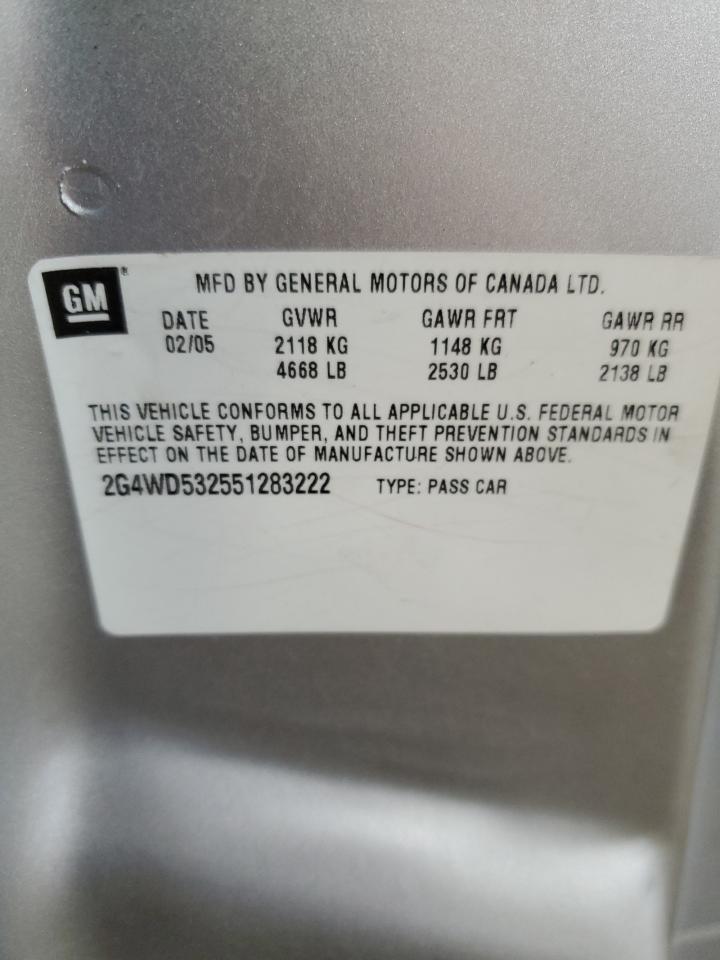 GM®
MFD BY GENERAL MOTORS OF CANADA LTD.
DATE GVWR GAWR FRT GAWR RR
02/05 2118 KG 1148 KG 970 KG
4668 LB 2530 LB 2138 LB
THIS VEHICLE CONFORMS TO ALL APPLICABLE U.S. FEDERAL MOTOR
VEHICLE SAFETY, BUMPER, AND THEFT PREVENTION STANDARDS IN
EFFECT ON THE DATE OF MANUFACTURE SHOWN ABOVE.
2G4WD532551283222 TYPE: PASS CAR